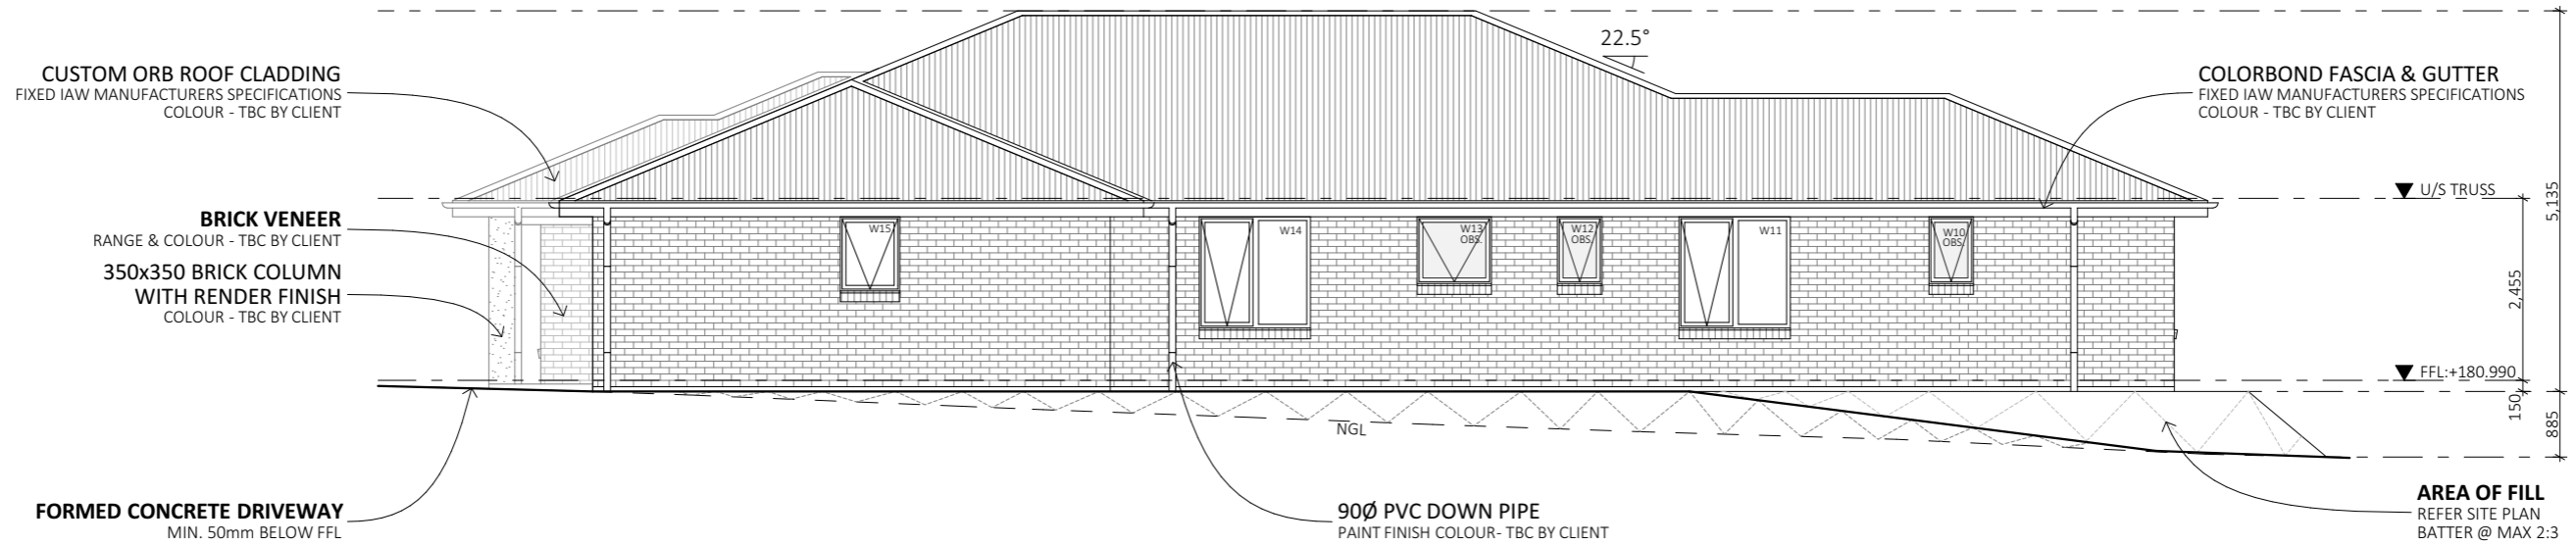 22.5°
CUSTOM ORB ROOF CLADDING
FIXED IAW MANUFACTURERS SPECIFICATIONS
COLOUR - TBC BY CLIENT
COLORBOND FASCIA & GUTTER
FIXED IAW MANUFACTURERS SPECIFICATIONS
COLOUR - TBC BY CLIENT
U/S TRUSS
5,135
BRICK VENEER
RANGE & COLOUR - TBC BY CLIENT
350x350 BRICK COLUMN
WITH RENDER FINISH
COLOUR - TBC BY CLIENT
W15
W14
W13
OBS.
W12
OBS.
W11
W10
OBS.
2,455
FFL:+180.990
150
885
NGL
FORMED CONCRETE DRIVEWAY
MIN. 50mm BELOW FFL
90Ø PVC DOWN PIPE
PAINT FINISH COLOUR- TBC BY CLIENT
AREA OF FILL
REFER SITE PLAN
BATTER @ MAX 2:3